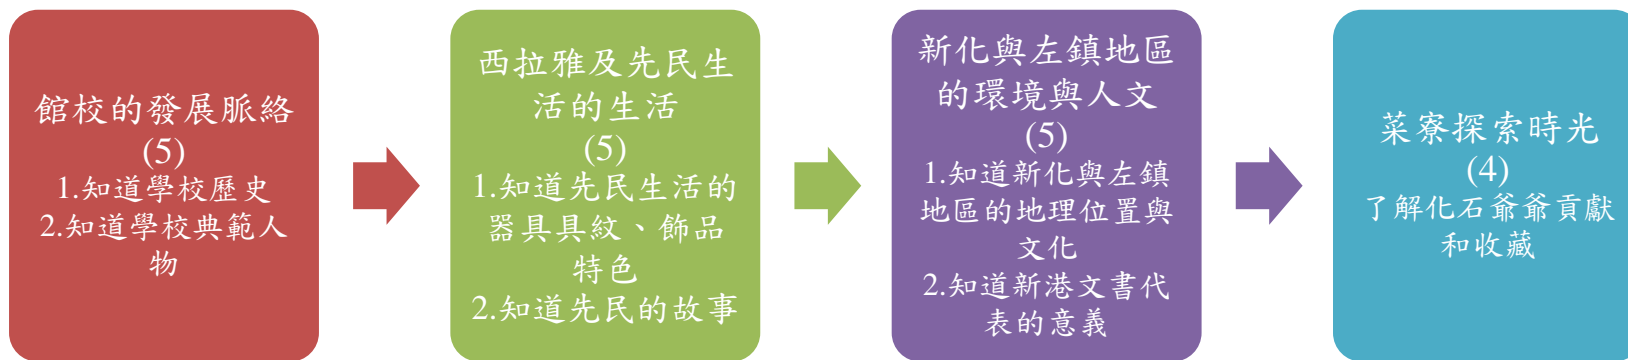 館校的發展脈絡
(5)
1.知道學校歷史
2.知道學校典範人
物
西拉雅及先民生
活的生活
(5)
1.知道先民生活的
器具具紋、飾品
特色
2.知道先民的故事
新化與左鎮地區
的環境與人文
(5)
1.知道新化與左鎮
地區的地理位置與
文化
2.知道新港文書代
表的意義
菜寮探索時光
(4)
了解化石爺爺貢獻
和收藏